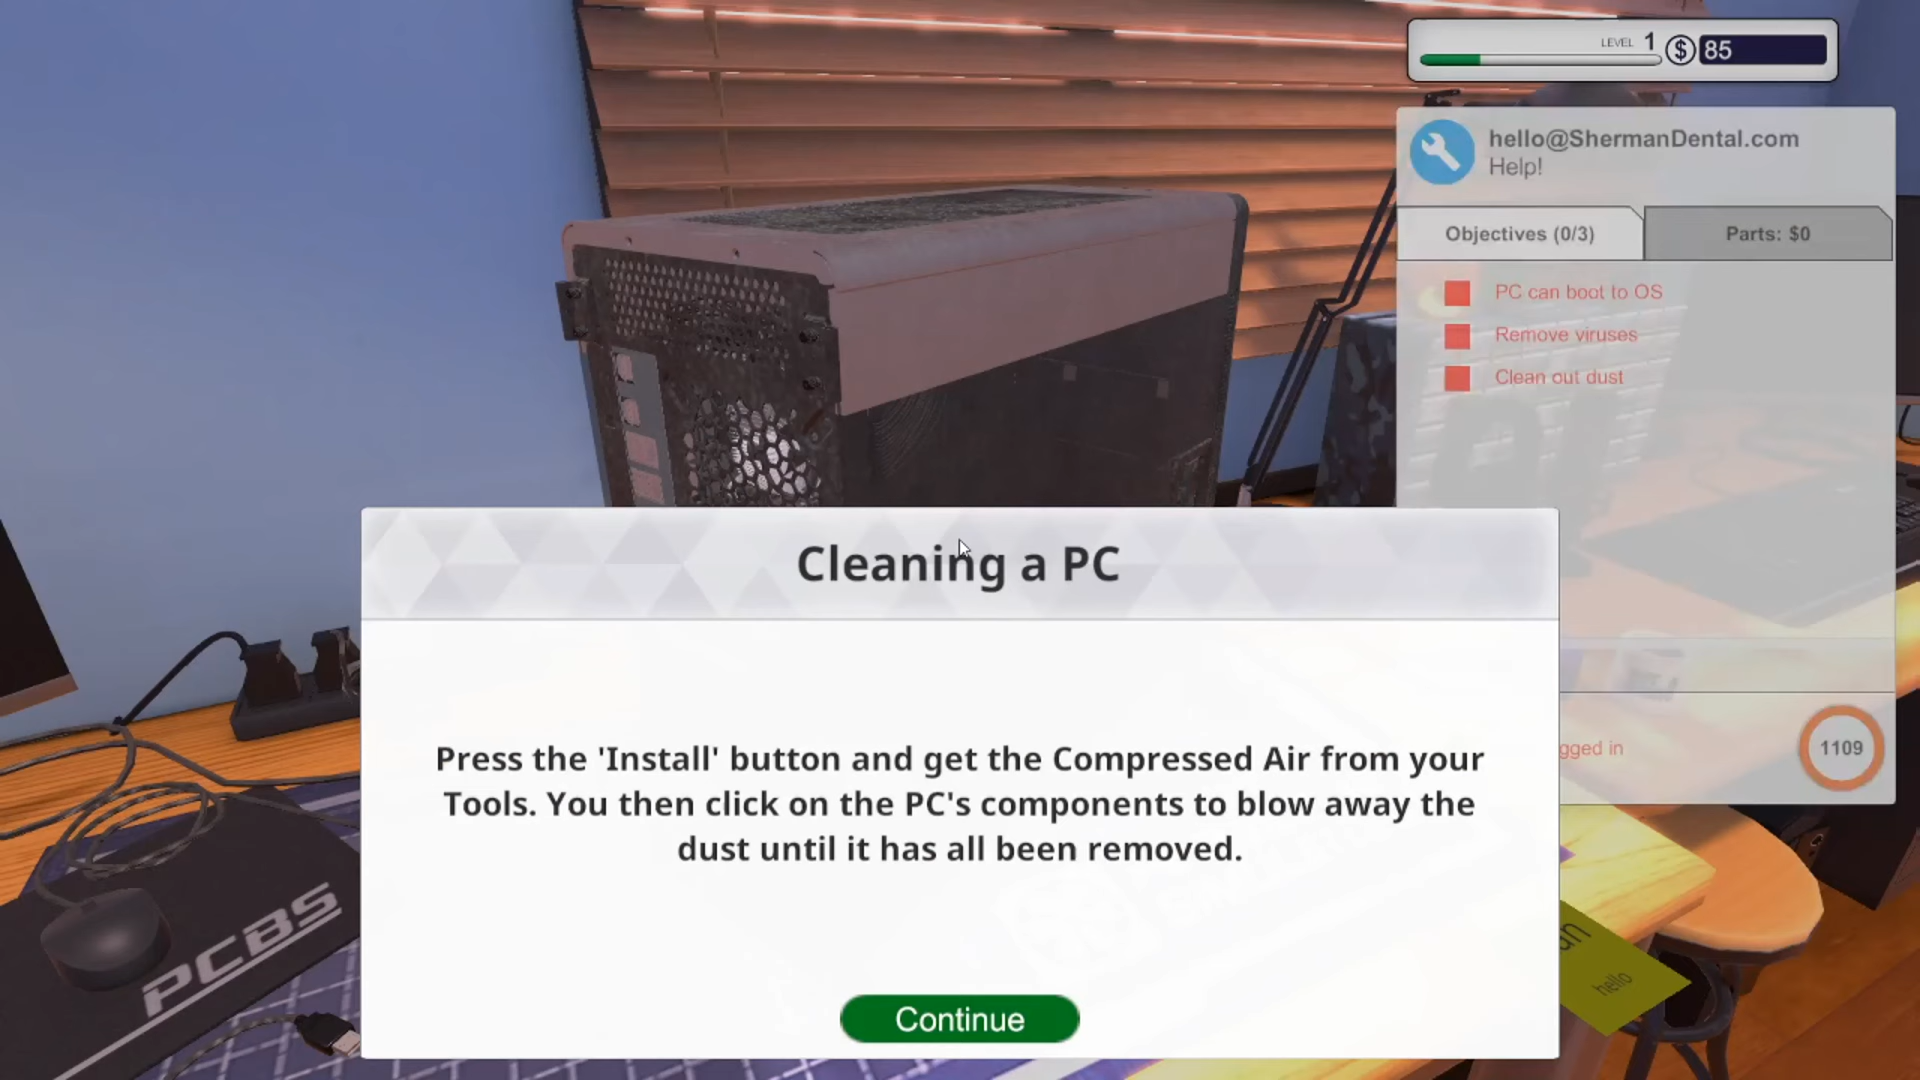 LEVEL 1 $ 85
hello@ShermanDental.com
Help!
Objectives (0/3)
Parts: $0
PC can boot to OS
Remove viruses
Clean out dust
Cleaning a PC
Press the 'Install' button and get the Compressed Air from your
Tools. You then click on the PC's components to blow away the
dust until it has all been removed.
Continue
gged in
1109
PCBS
an
hello